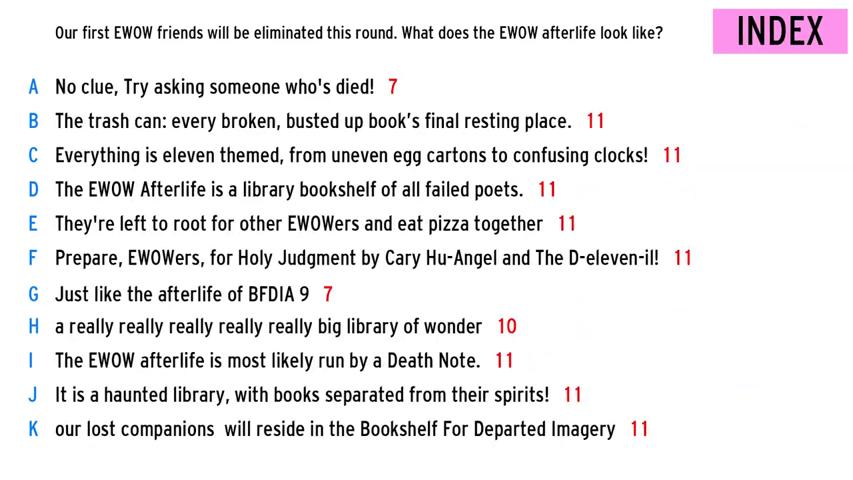 Our first EWOW friends will be eliminated this round. What does the EWOW afterlife look like?
INDEX
A No clue, Try asking someone who's died! 7
B The trash can: every broken, busted up book's final resting place. 11
C Everything is eleven themed, from uneven egg cartons to confusing clocks! 11
D The EWOW Afterlife is a library bookshelf of all failed poets. 11
E They're left to root for other EWOWers and eat pizza together 11
F Prepare, EWOWers, for Holy Judgment by Cary Hu-Angel and The D-eleven-il! 11
G Just like the afterlife of BFDIA 9 7
H a really really really really really big library of wonder 10
I The EWOW afterlife is most likely run by a Death Note. 11
J It is a haunted library, with books separated from their spirits! 11
K our lost companions  will reside in the Bookshelf For Departed Imagery 11